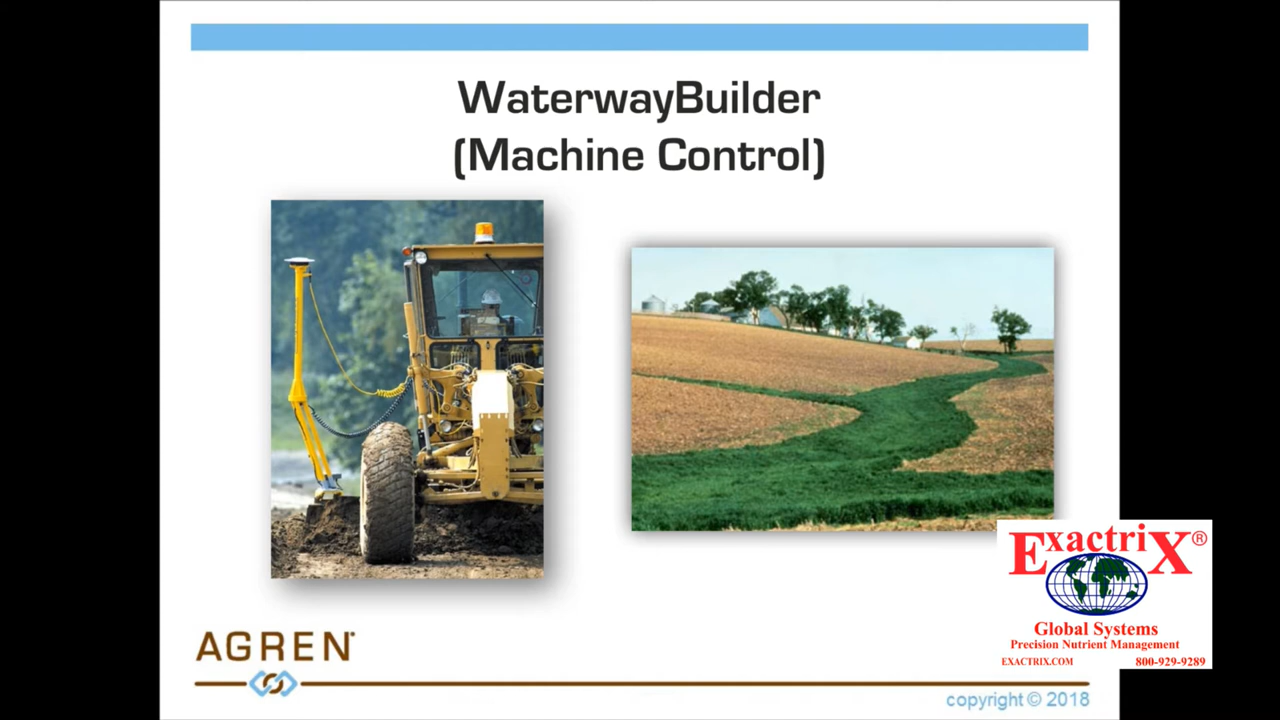 WaterwayBuilder
(Machine Control)
ExactriX®
Global Systems
Precision Nutrient Management
EXACTRIX.COM 800-929-9289
AGREN®
copyright © 2018